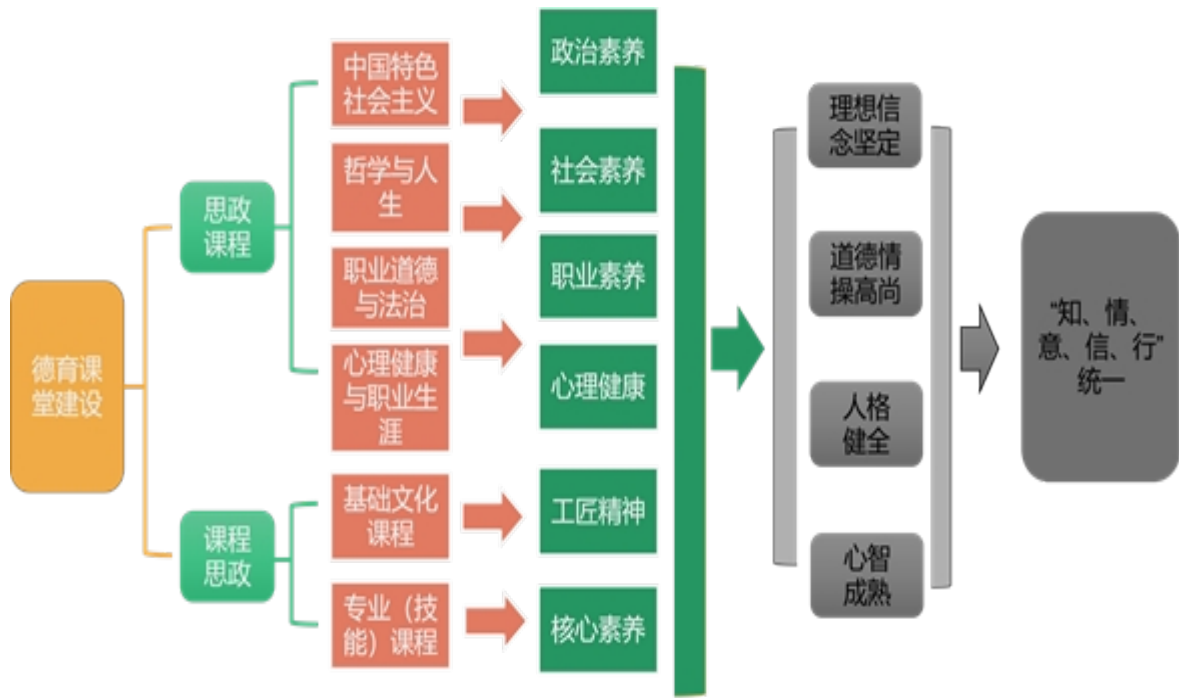 德育课
堂建设
思政
课程
课程
思政
中国特色
社会主义
哲学与人
生
职业道德
与法治
心理健康
与职业生
涯
基础文化
课程
专业（技
能）课程
政治素养
社会素养
职业素养
心理健康
工匠精神
核心素养
理想信
念坚定
道德情
操高尚
人格
健全
心智
成熟
“知、情、
意、信、行”
统一